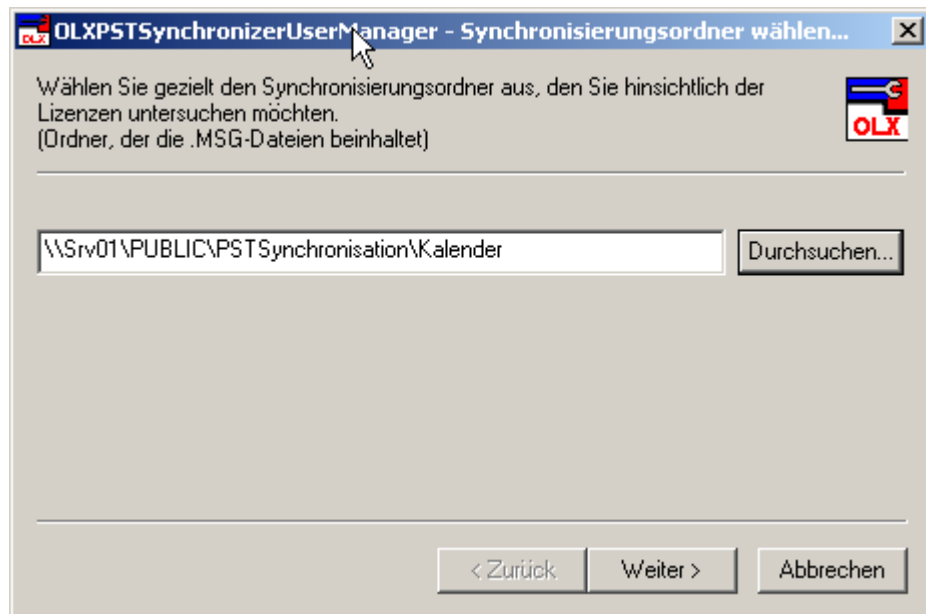 OLXPSTSynchronizerUserManager - Synchronisierungsordner wählen...
Wählen Sie gezielt den Synchronisierungsordner aus, den Sie hinsichtlich der
Lizenzen untersuchen möchten.
(Ordner, der die .MSG-Dateien beinhaltet)
OLX
\\Srv01\PUBLIC\PSTSynchronisation\Kalender
Durchsuchen...
< Zurück
Weiter >
Abbrechen